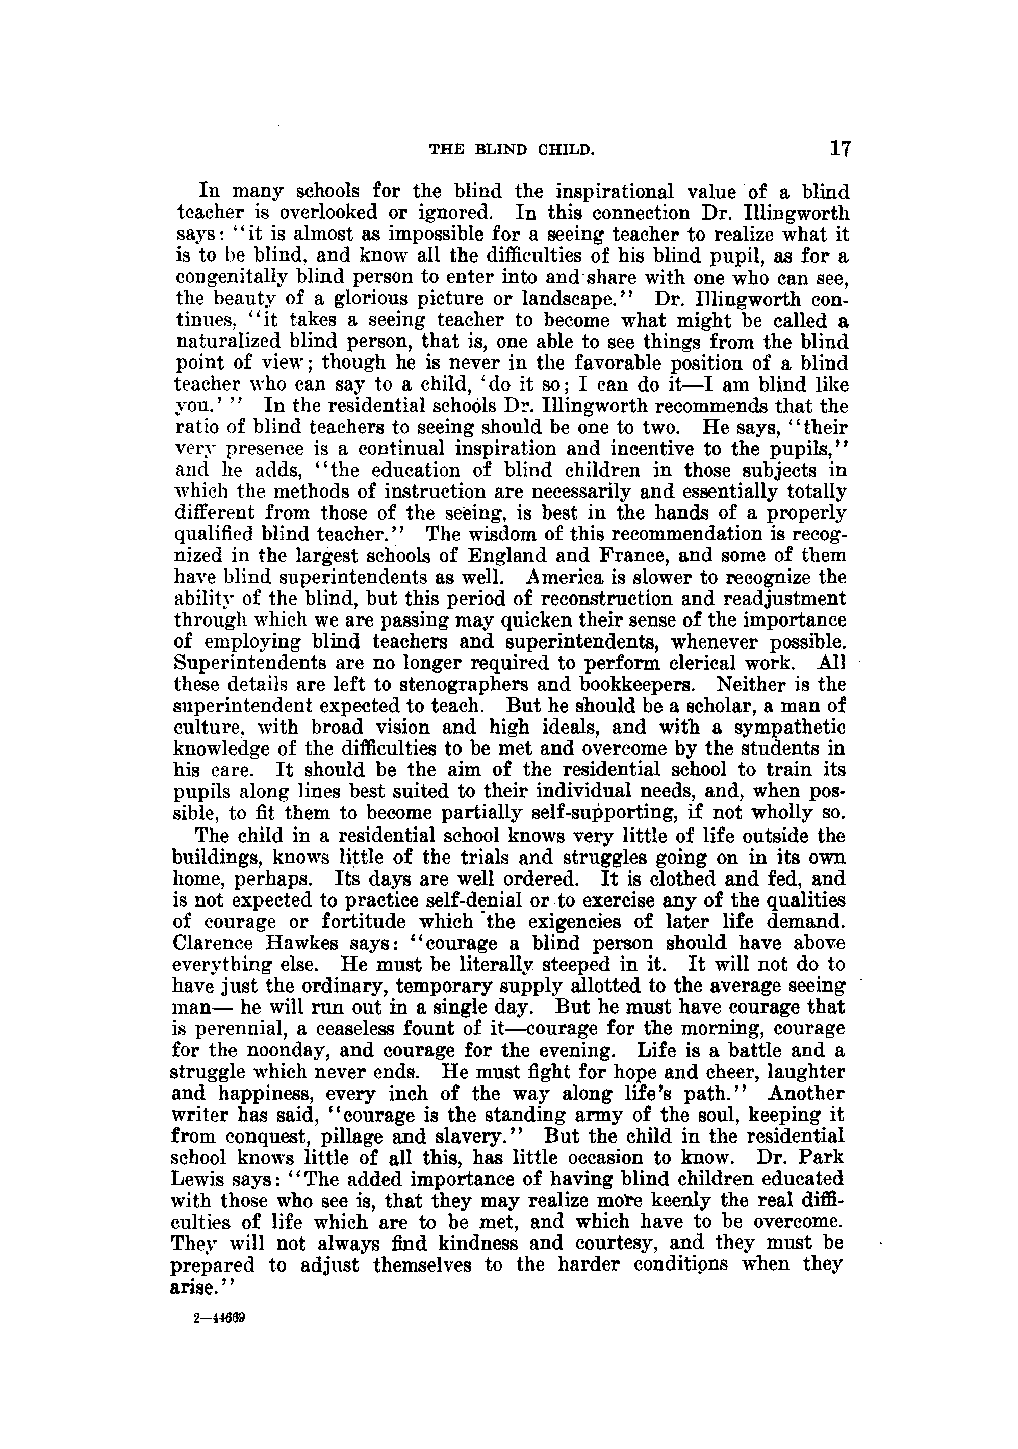 THE BLIND CHILD. 17
In many schools for the blind the inspirational value of a blind
teacher is overlooked or ignored. In this connection Dr. Illingworth
says: "it is almost as impossible for a seeing teacher to realize what it
is to be blind, and know all the difficulties of his blind pupil, as for a
congenitally blind person to enter into and share with one who can see,
the beauty of a glorious picture or landscape." Dr. Illingworth con-
tinues, "it takes a seeing teacher to become what might be called a
naturalized blind person, that is, one able to see things from the blind
point of view; though he is never in the favorable position of a blind
teacher who can say to a child, 'do it so; I can do it—I am blind like
you.' " In the residential schools Dr. Illingworth recommends that the
ratio of blind teachers to seeing should be one to two. He says, "their
very presence is a continual inspiration and incentive to the pupils,"
and he adds, "the education of blind children in those subjects in
which the methods of instruction are necessarily and essentially totally
different from those of the seeing, is best in the hands of a properly
qualified blind teacher." The wisdom of this recommendation is recog-
nized in the largest schools of England and France, and some of them
have blind superintendents as well. America is slower to recognize the
ability of the blind, but this period of reconstruction and readjustment
through which we are passing may quicken their sense of the importance
of employing blind teachers and superintendents, whenever possible.
Superintendents are no longer required to perform clerical work. All
these details are left to stenographers and bookkeepers. Neither is the
superintendent expected to teach. But he should be a scholar, a man of
culture, with broad vision and high ideals, and with a sympathetic
knowledge of the difficulties to be met and overcome by the students in
his care. It should be the aim of the residential school to train its
pupils along lines best suited to their individual needs, and, when pos-
sible, to fit them to become partially self-supporting, if not wholly so.
The child in a residential school knows very little of life outside the
buildings, knows little of the trials and struggles going on in its own
home, perhaps. Its days are well ordered. It is clothed and fed, and
is not expected to practice self-denial or to exercise any of the qualities
of courage or fortitude which the exigencies of later life demand.
Clarence Hawkes says: "courage a blind person should have above
everything else. He must be literally steeped in it. It will not do to
have just the ordinary, temporary supply allotted to the average seeing
man— he will run out in a single day. But he must have courage that
is perennial, a ceaseless fount of it—courage for the morning, courage
for the noonday, and courage for the evening. Life is a battle and a
struggle which never ends. He must fight for hope and cheer, laughter
and happiness, every inch of the way along life's path." Another
writer has said, "courage is the standing army of the soul, keeping it
from conquest, pillage and slavery." But the child in the residential
school knows little of all this, has little occasion to know. Dr. Park
Lewis says: "The added importance of having blind children educated
with those who see is, that they may realize more keenly the real diffi-
culties of life which are to be met, and which have to be overcome.
They will not always find kindness and courtesy, and they must be
prepared to adjust themselves to the harder conditions when they
arise."
2—44669